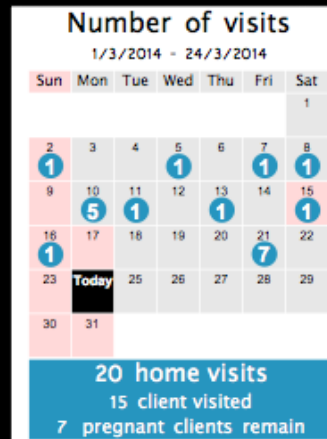 Number of visits
1/3/2014 - 24/3/2014
Sun Mon Tue Wed Thu Fri Sat
1
2 3 4 5 6 7 8
1 1 1 1
9 10 11 12 13 14 15
5 1 1 1
16 17 18 19 20 21 22
1 7
23 Today 25 26 27 28 29
30 31
20 home visits
15 client visited
7 pregnant clients remain